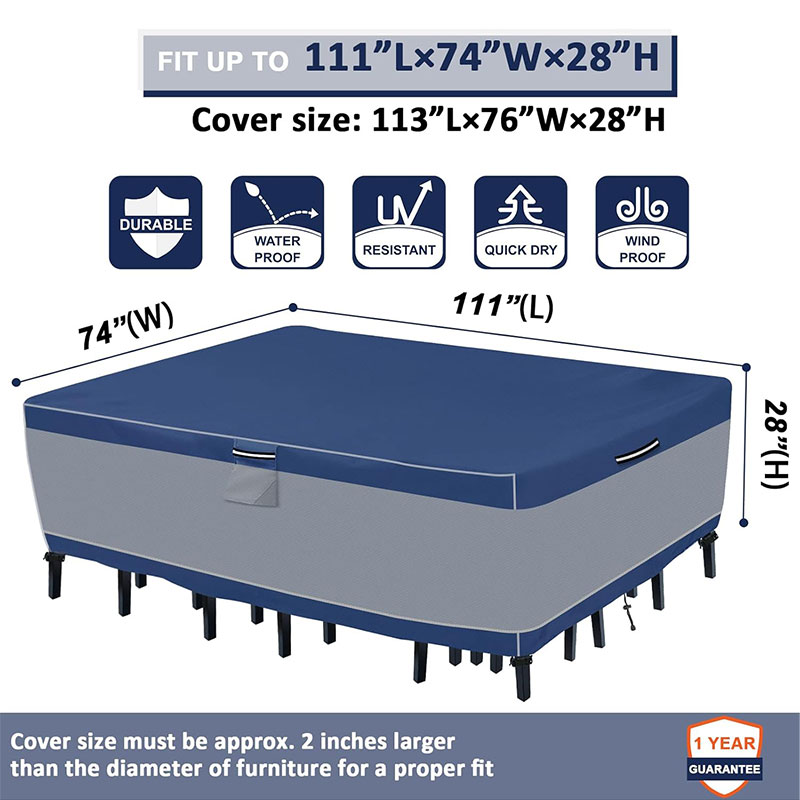 FIT UP TO 111”L×74”W×28”H
Cover size: 113”L×76”W×28”H
DURABLE
WATER
PROOF
UV
RESISTANT
QUICK DRY
WIND
PROOF
74”(W)
111”(L)
28”(H)
Cover size must be approx. 2 inches larger
than the diameter of furniture for a proper fit
1 YEAR
GUARANTEE